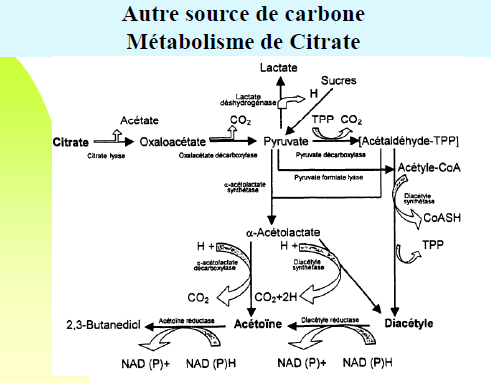 Autre source de carbone
Métabolisme de Citrate
Lactate
Sucres
Lactate
déshydrogénase
H
Acétate
CO2
TPP CO2
Citrate
Oxaloacétate
Pyruvate
[Acétaldéhyde-TPP]
Citrate lyase
Oxalacétate décarboxylase
Pyruvate décarboxylase
Acétyle-CoA
Pyruvate formiate lyase
α-acétolactate
synthétase
Diacétyle
synthétase
CoASH
α-Acétolactate
TPP
H +
H +
α-acétolactate
décarboxylase
Diacétyle
synthétase
CO2
CO2+2H
2,3-Butanediol
Acétoïne réductase
Acétoïne
Diacétyle réductase
Diacétyle
NAD (P)+
NAD (P)H
NAD (P)+
NAD (P)H